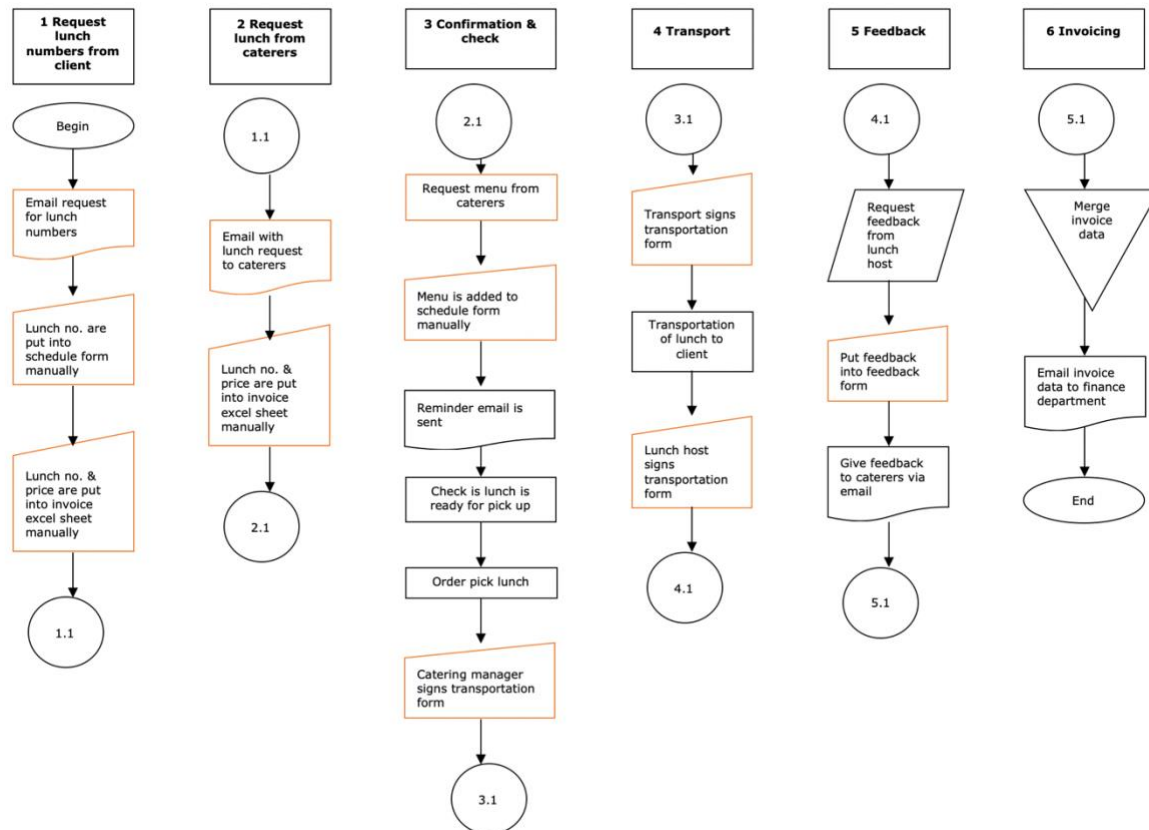 1 Request
lunch
numbers from
client
Begin
Email request
for lunch
numbers
Lunch no. are
put into
schedule form
manually
Lunch no. &
price are put
into invoice
excel sheet
manually
1.1
2 Request
lunch from
caterers
1.1
Email with
lunch request
to caterers
Lunch no. &
price are put
into invoice
excel sheet
manually
2.1
3 Confirmation &
check
2.1
Request menu from
caterers
Menu is added to
schedule form
manually
Reminder email is
sent
Check is lunch is
ready for pick up
Order pick lunch
Catering manager
signs transportation
form
3.1
4 Transport
3.1
Transport signs
transportation
form
Transportation
of lunch to
client
Lunch host
signs
transportation
form
4.1
5 Feedback
4.1
Request
feedback
from
lunch
host
Put feedback
into feedback
form
Give feedback
to caterers via
email
5.1
6 Invoicing
5.1
Merge
invoice
data
Email invoice
data to finance
department
End